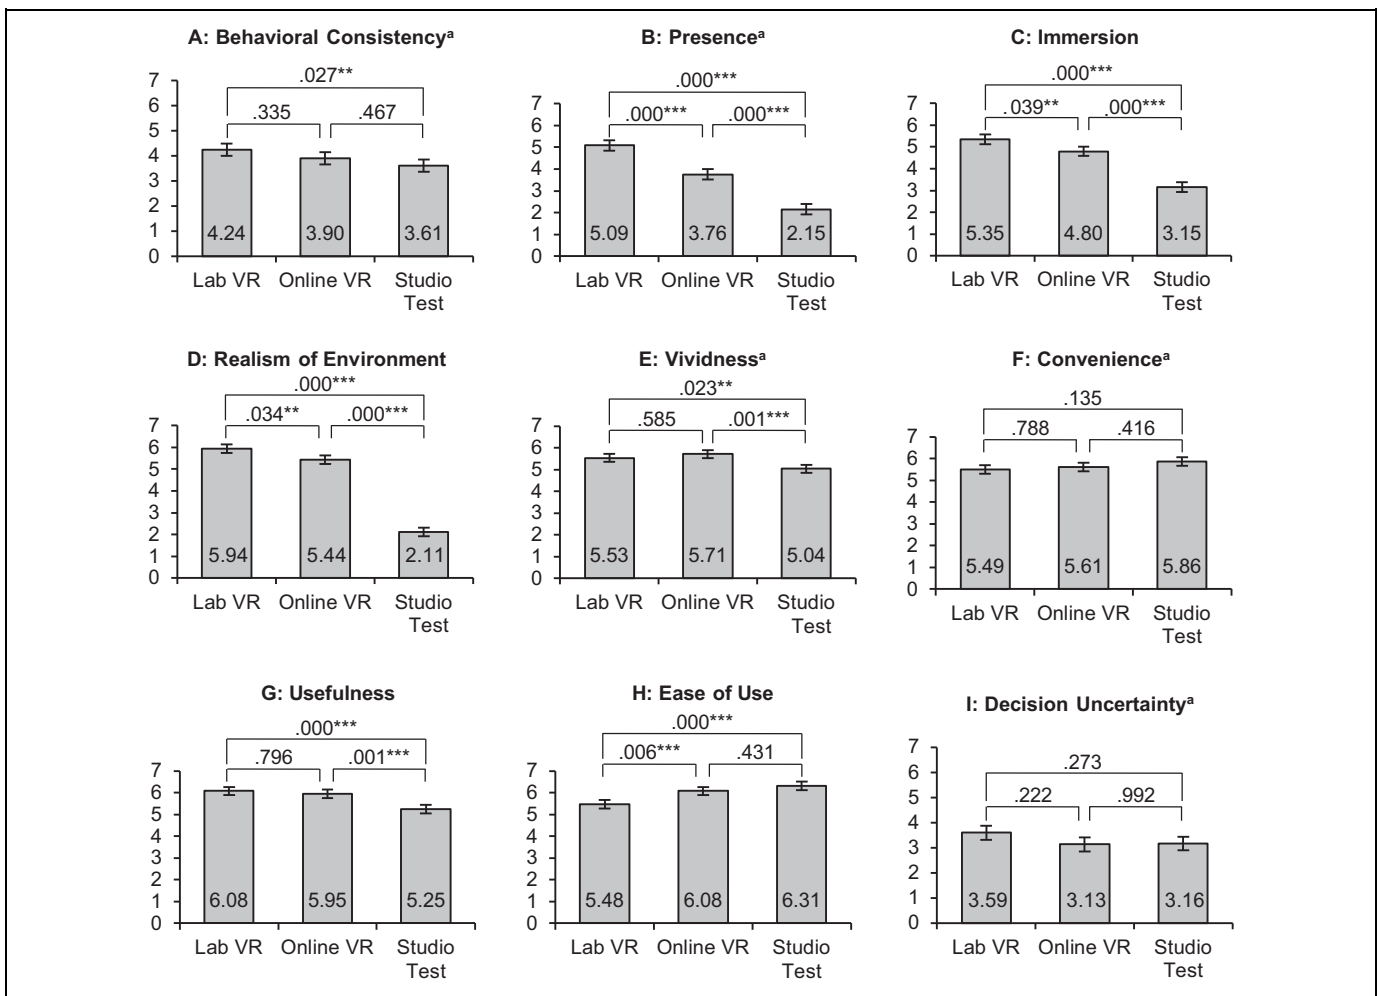 A: Behavioral Consistencyᵃ
.027**
.335 .467
7
6
5
4
3
2
1
0
4.24 3.90 3.61
Lab VR Online VR Studio
Test
B: Presenceᵃ
.000***
.000*** .000***
7
6
5
4
3
2
1
0
5.09 3.76 2.15
Lab VR Online VR Studio
Test
C: Immersion
.000***
.039** .000***
7
6
5
4
3
2
1
0
5.35 4.80 3.15
Lab VR Online VR Studio
Test
D: Realism of Environment
.000***
.034** .000***
7
6
5
4
3
2
1
0
5.94 5.44 2.11
Lab VR Online VR Studio
Test
E: Vividnessᵃ
.023**
.585 .001***
7
6
5
4
3
2
1
0
5.53 5.71 5.04
Lab VR Online VR Studio
Test
F: Convenienceᵃ
.135
.788 .416
7
6
5
4
3
2
1
0
5.49 5.61 5.86
Lab VR Online VR Studio
Test
G: Usefulness
.000***
.796 .001***
7
6
5
4
3
2
1
0
6.08 5.95 5.25
Lab VR Online VR Studio
Test
H: Ease of Use
.000***
.006*** .431
7
6
5
4
3
2
1
0
5.48 6.08 6.31
Lab VR Online VR Studio
Test
I: Decision Uncertaintyᵃ
.273
.222 .992
7
6
5
4
3
2
1
0
3.59 3.13 3.16
Lab VR Online VR Studio
Test